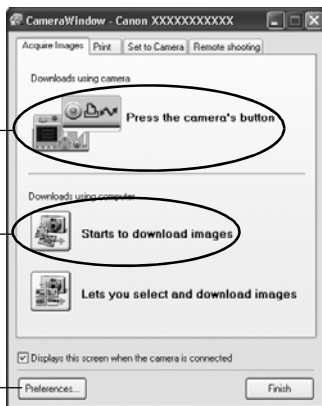 CameraWindow - Canon XXXXXXXXXXX
Acquire Images Print Set to Camera Remote shooting
Downloads using camera
Press the camera's button
Downloads using computer
Starts to download images
Lets you select and download images
Displays this screen when the camera is connected
Preferences... Finish